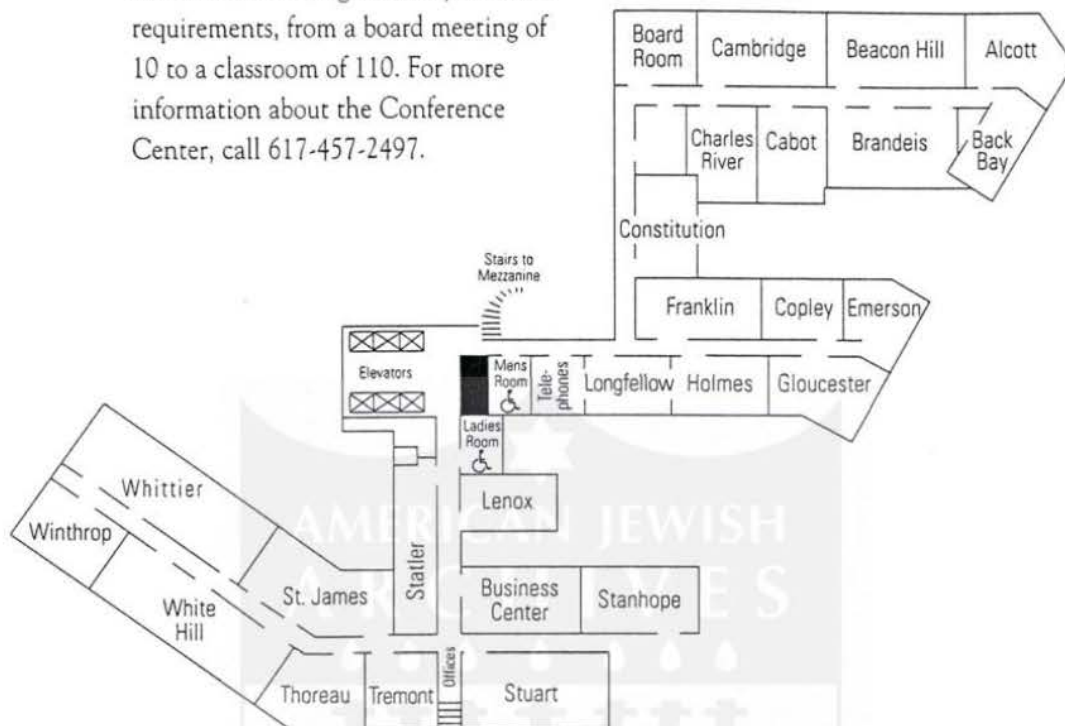 requirements, from a board meeting of
10 to a classroom of 110. For more
information about the Conference
Center, call 617-457-2497.
Board
Room
Cambridge
Beacon Hill
Alcott
Charles
River
Cabot
Brandeis
Back
Bay
Constitution
Stairs to
Mezzanine
Franklin
Copley
Emerson
Elevators
Mens
Room
Tele-
phones
Longfellow
Holmes
Gloucester
Ladies
Room
Lenox
Whittier
Winthrop
White
Hill
St. James
Statler
Business
Center
Stanhope
Thoreau
Tremont
Offices
Stuart
AMERICAN JEWISH
ARCHIVES